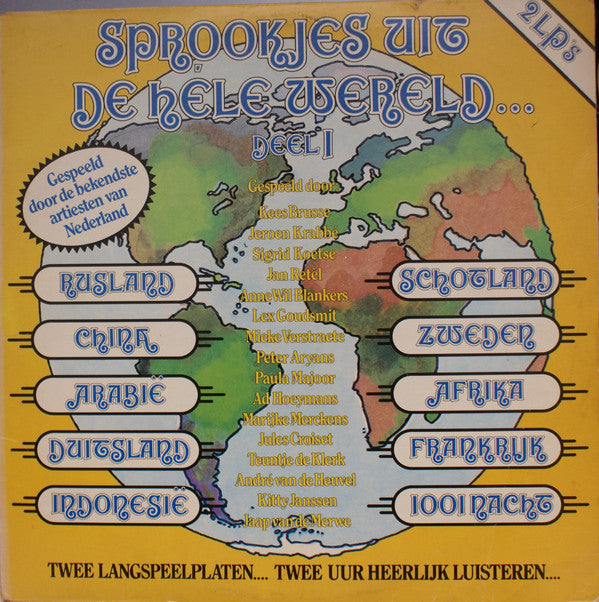 SPROOKJES UIT
DE HELE WERELD...
DEEL 1
2 LP's
Gespeeld
door de bekendste
artiesten van
Nederland
Gespeeld door:
Kees Brusse
Jeroen Krabbé
Sigrid Koetse
Jan Retèl
Anne Wil Blankers
Lex Goudsmit
Mieke Verstraete
Peter Aryans
Paula Majoor
Ad Hoeymans
Marijke Merckens
Jules Croiset
Teuntje de Klerk
André van de Heuvel
Kitty Janssen
Jaap van de Merwe
RUSLAND
CHINA
ARABIË
DUITSLAND
INDONESIË
SCHOTLAND
ZWEDEN
AFRIKA
FRANKRIJK
1001 NACHT
TWEE LANGSPEELPLATEN.... TWEE UUR HEERLIJK LUISTEREN....